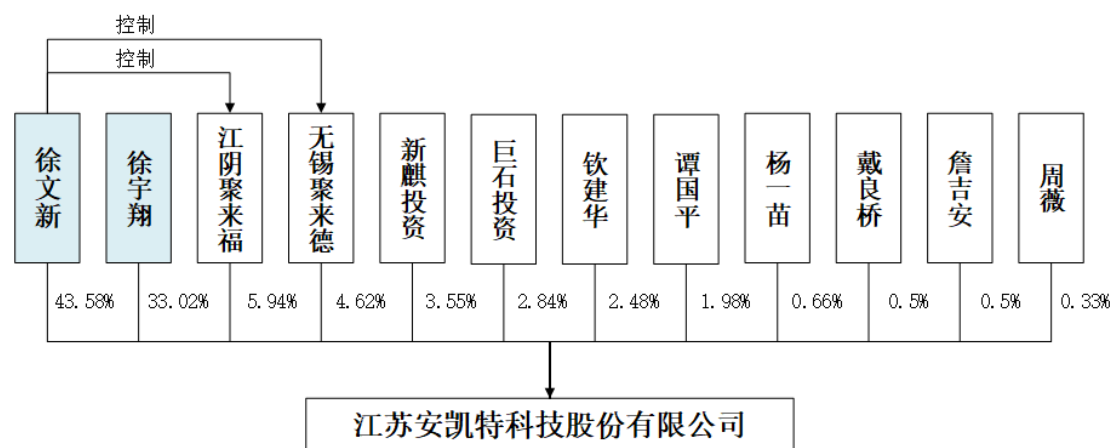 控制
控制
徐文新
徐宇翔
江阴聚来福
无锡聚来德
新麒投资
巨石投资
钦建华
谭国平
杨一苗
戴良桥
詹吉安
周薇
43.58%
33.02%
5.94%
4.62%
3.55%
2.84%
2.48%
1.98%
0.66%
0.5%
0.5%
0.33%
江苏安凯特科技股份有限公司